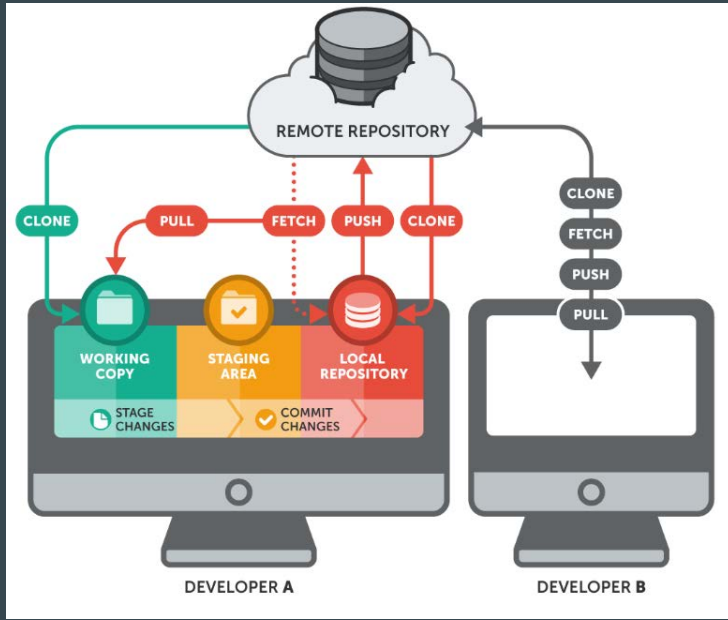 REMOTE REPOSITORY
CLONE
PULL
FETCH
PUSH
CLONE
CLONE
FETCH
PUSH
PULL
WORKING
COPY
STAGING
AREA
LOCAL
REPOSITORY
STAGE
CHANGES
COMMIT
CHANGES
DEVELOPER A
DEVELOPER B